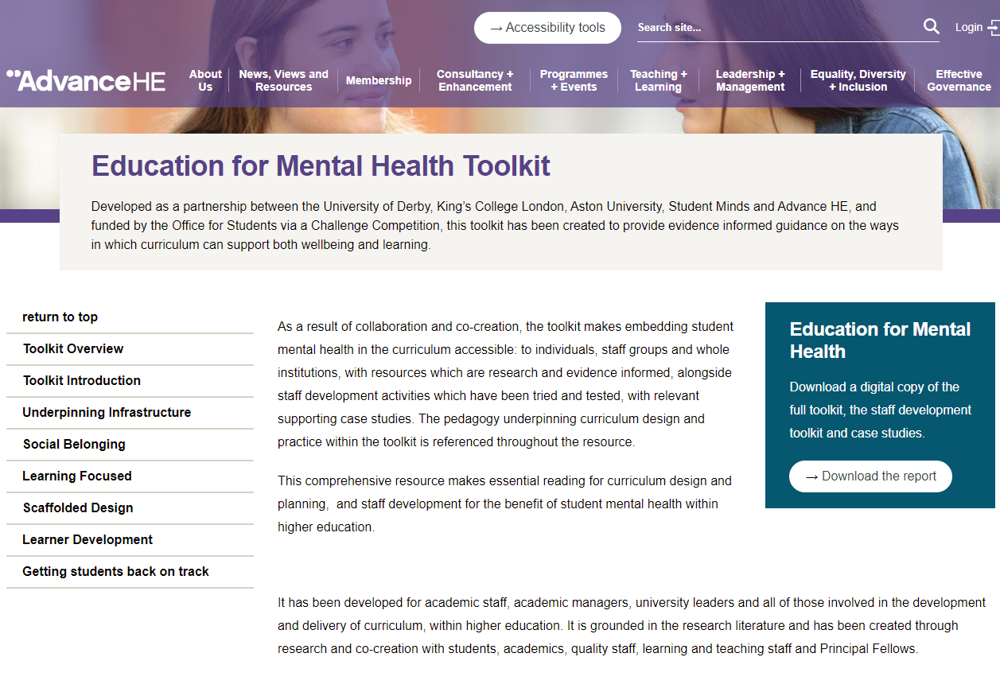 → Accessibility tools
Search site...
Login
AdvanceHE
About
Us
News, Views and
Resources
Membership
Consultancy +
Enhancement
Programmes
+ Events
Teaching +
Learning
Leadership +
Management
Equality, Diversity
+ Inclusion
Effective
Governance
Education for Mental Health Toolkit
Developed as a partnership between the University of Derby, King’s College London, Aston University, Student Minds and Advance HE, and
funded by the Office for Students via a Challenge Competition, this toolkit has been created to provide evidence informed guidance on the ways
in which curriculum can support both wellbeing and learning.
return to top
Toolkit Overview
Toolkit Introduction
Underpinning Infrastructure
Social Belonging
Learning Focused
Scaffolded Design
Learner Development
Getting students back on track
As a result of collaboration and co-creation, the toolkit makes embedding student
mental health in the curriculum accessible: to individuals, staff groups and whole
institutions, with resources which are research and evidence informed, alongside
staff development activities which have been tried and tested, with relevant
supporting case studies. The pedagogy underpinning curriculum design and
practice within the toolkit is referenced throughout the resource.
This comprehensive resource makes essential reading for curriculum design and
planning,  and staff development for the benefit of student mental health within
higher education.
Education for Mental
Health
Download a digital copy of the
full toolkit, the staff development
toolkit and case studies.
→ Download the report
It has been developed for academic staff, academic managers, university leaders and all of those involved in the development
and delivery of curriculum, within higher education. It is grounded in the research literature and has been created through
research and co-creation with students, academics, quality staff, learning and teaching staff and Principal Fellows.